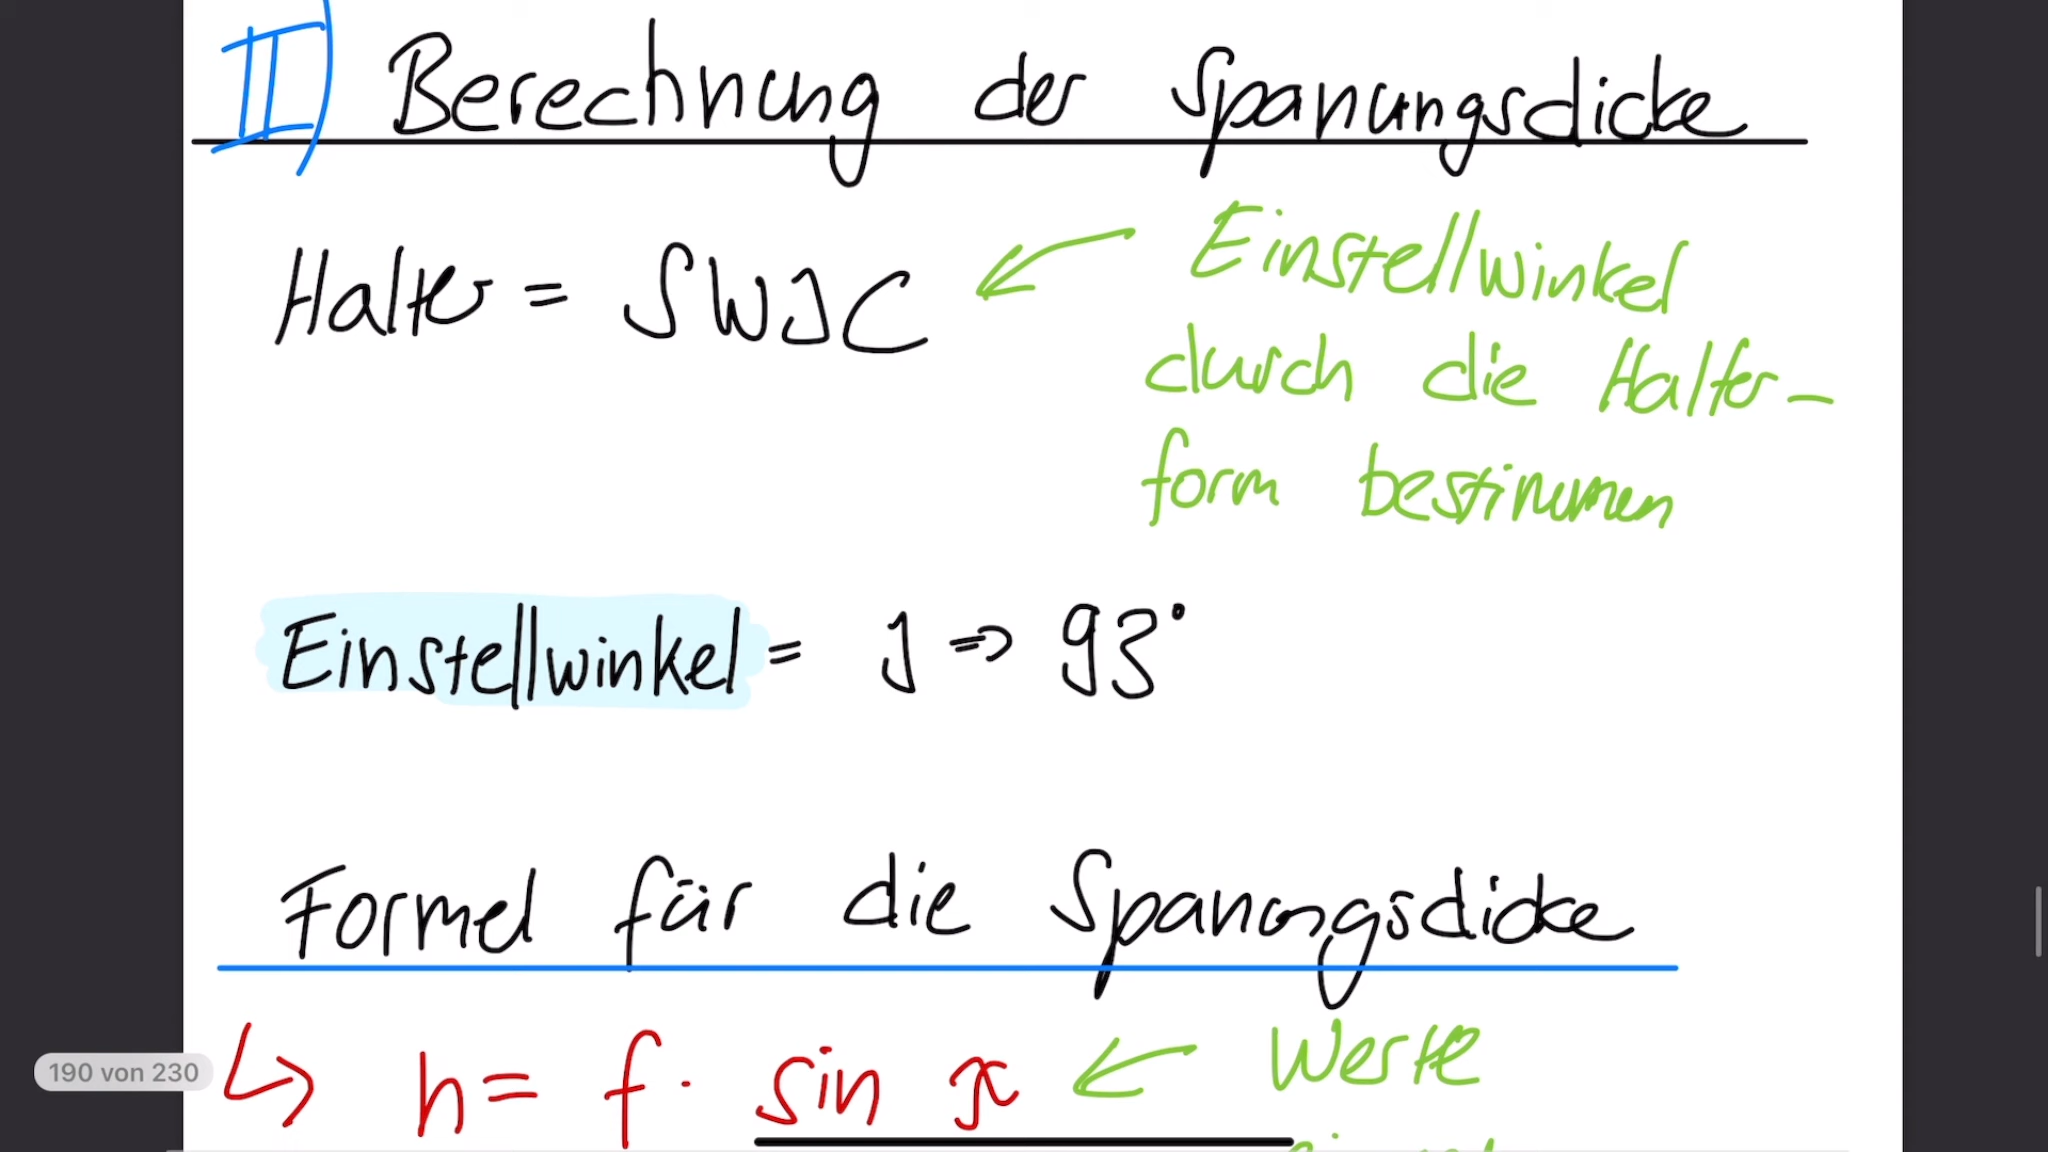 II) Berechnung der Spanungsdicke
Halter = SWJC
Einstellwinkel
durch die Halter-
form bestimmen
Einstellwinkel = J => 93°
Formel für die Spanungsdicke
h = f · sin ϰ
Werte
190 von 230